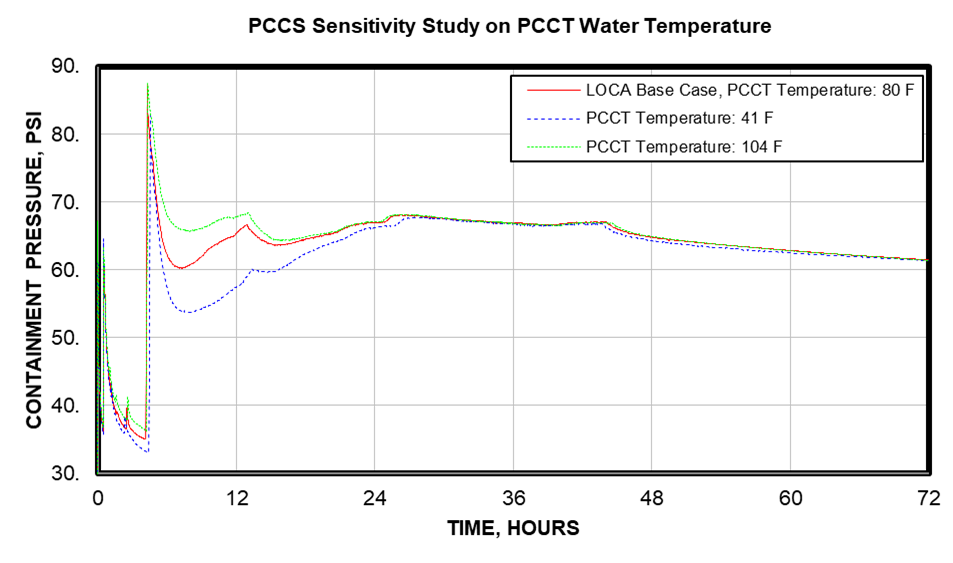 PCCS Sensitivity Study on PCCT Water Temperature
90.
80.
70.
60.
50.
40.
30.
CONTAINMENT PRESSURE, PSI
LOCA Base Case, PCCT Temperature: 80 F
PCCT Temperature: 41 F
PCCT Temperature: 104 F
0 12 24 36 48 60 72
TIME, HOURS